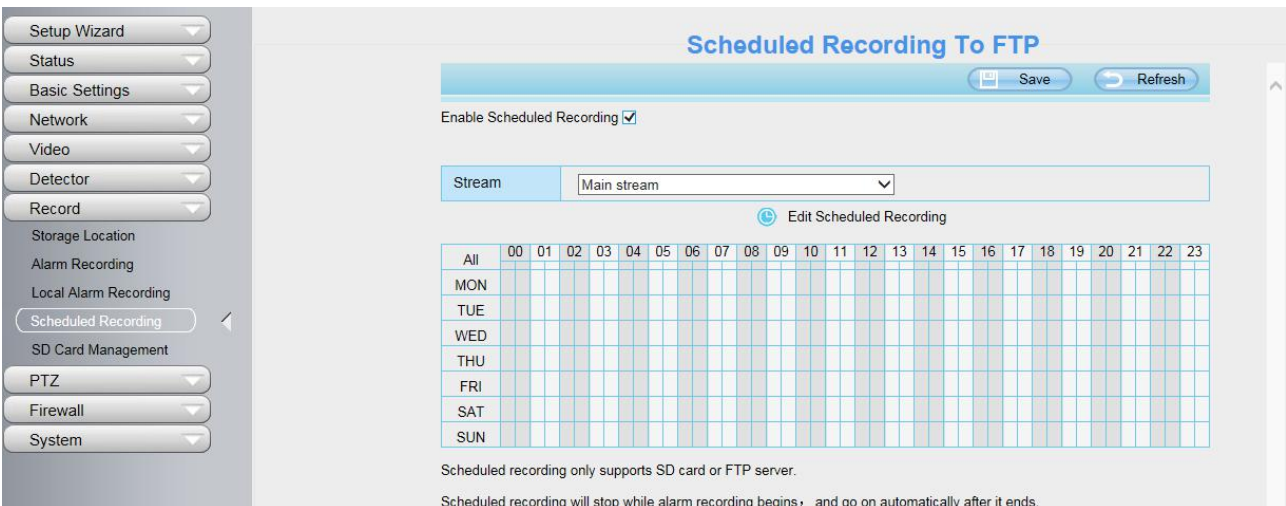 Setup Wizard
Status
Basic Settings
Network
Video
Detector
Record
Storage Location
Alarm Recording
Local Alarm Recording
Scheduled Recording
SD Card Management
PTZ
Firewall
System
Scheduled Recording To FTP
Save Refresh
Enable Scheduled Recording
Stream Main stream
Edit Scheduled Recording
All 00 01 02 03 04 05 06 07 08 09 10 11 12 13 14 15 16 17 18 19 20 21 22 23
MON
TUE
WED
THU
FRI
SAT
SUN
Scheduled recording only supports SD card or FTP server.
Scheduled recording will stop while alarm recording begins， and go on automatically after it ends.